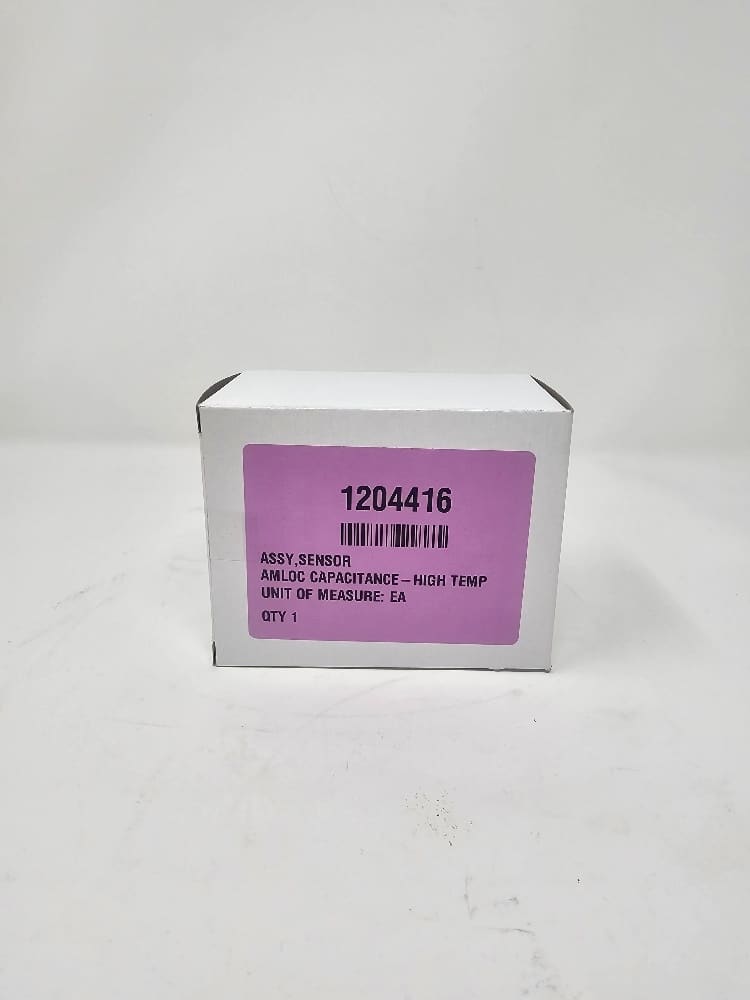 1204416
ASSY,SENSOR
AMLOC CAPACITANCE–HIGH TEMP
UNIT OF MEASURE: EA
QTY 1